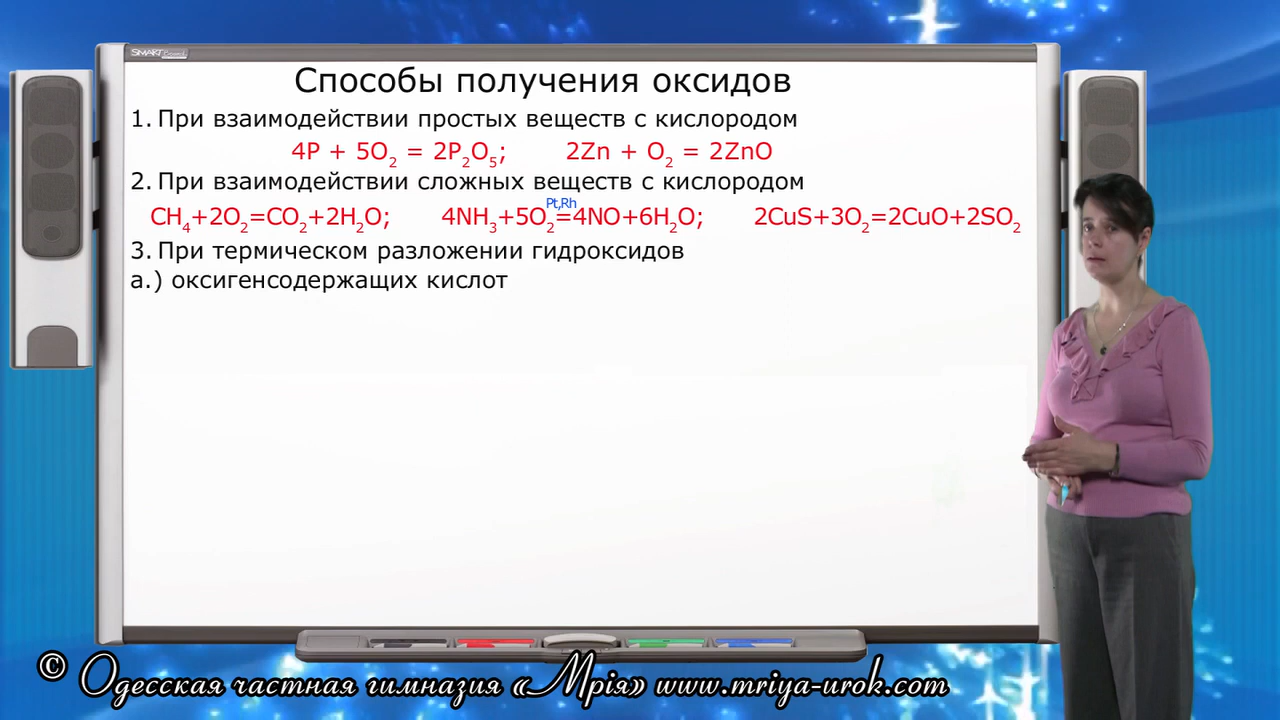 SMART Board
Способы получения оксидов
1. При взаимодействии простых веществ с кислородом
4P + 5O₂ = 2P₂O₅; 2Zn + O₂ = 2ZnO
2. При взаимодействии сложных веществ с кислородом
Pt,Rh
CH₄+2O₂=CO₂+2H₂O; 4NH₃+5O₂=4NO+6H₂O; 2CuS+3O₂=2CuO+2SO₂
3. При термическом разложении гидроксидов
а.) оксигенсодержащих кислот
© Одесская частная гимназия «Мрія» www.mriya-urok.com